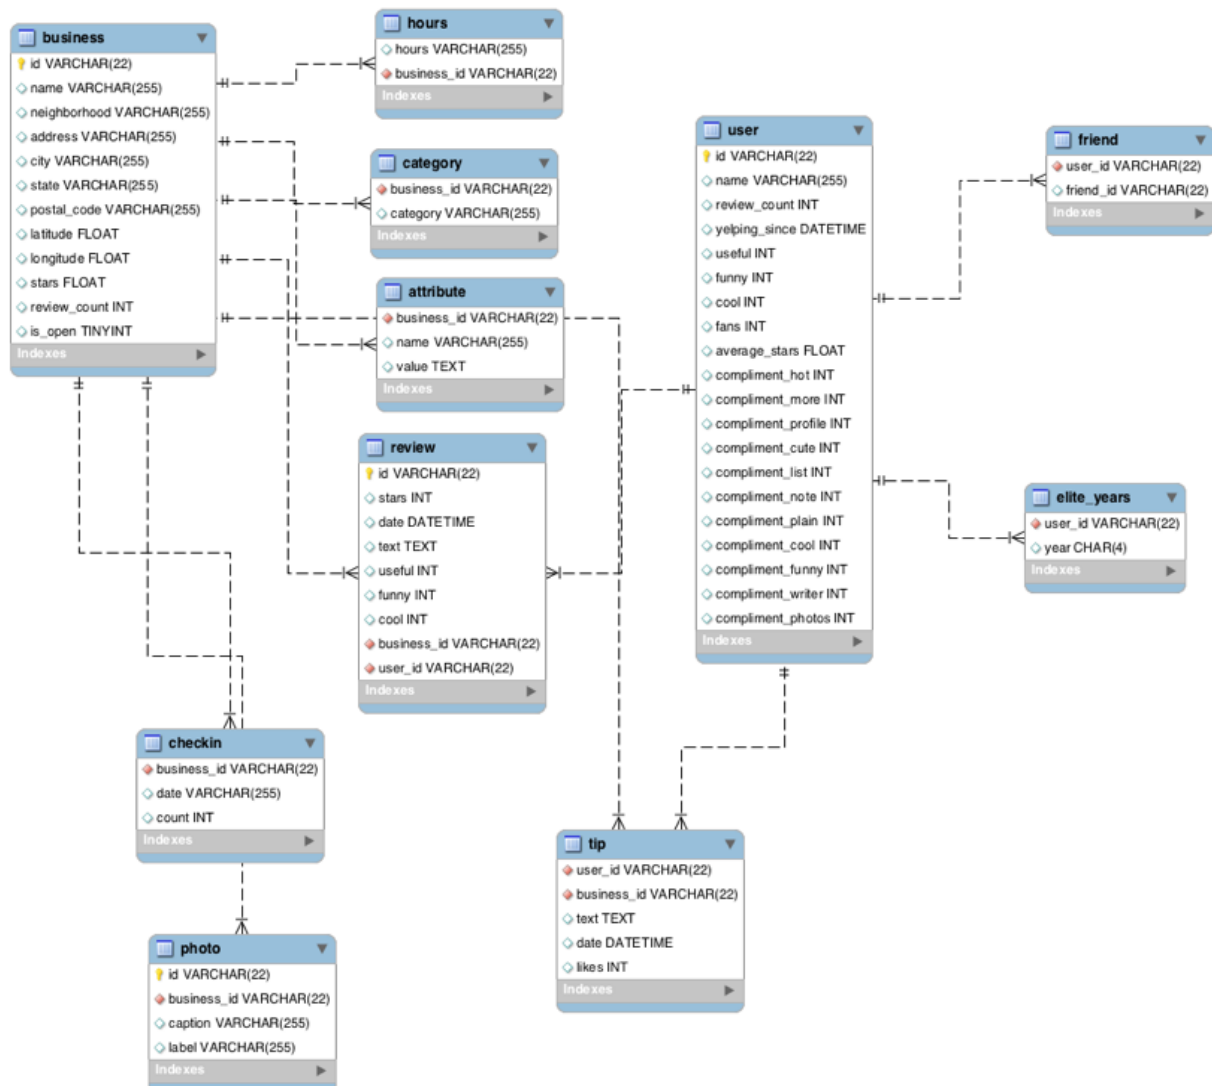 business
id VARCHAR(22)
name VARCHAR(255)
neighborhood VARCHAR(255)
address VARCHAR(255)
city VARCHAR(255)
state VARCHAR(255)
postal_code VARCHAR(255)
latitude FLOAT
longitude FLOAT
stars FLOAT
review_count INT
is_open TINYINT
Indexes
hours
hours VARCHAR(255)
business_id VARCHAR(22)
Indexes
category
business_id VARCHAR(22)
category VARCHAR(255)
Indexes
attribute
business_id VARCHAR(22)
name VARCHAR(255)
value TEXT
Indexes
review
id VARCHAR(22)
stars INT
date DATETIME
text TEXT
useful INT
funny INT
cool INT
business_id VARCHAR(22)
user_id VARCHAR(22)
Indexes
user
id VARCHAR(22)
name VARCHAR(255)
review_count INT
yelping_since DATETIME
useful INT
funny INT
cool INT
fans INT
average_stars FLOAT
compliment_hot INT
compliment_more INT
compliment_profile INT
compliment_cute INT
compliment_list INT
compliment_note INT
compliment_plain INT
compliment_cool INT
compliment_funny INT
compliment_writer INT
compliment_photos INT
Indexes
friend
user_id VARCHAR(22)
friend_id VARCHAR(22)
Indexes
elite_years
user_id VARCHAR(22)
year CHAR(4)
Indexes
checkin
business_id VARCHAR(22)
date VARCHAR(255)
count INT
Indexes
tip
user_id VARCHAR(22)
business_id VARCHAR(22)
text TEXT
date DATETIME
likes INT
Indexes
photo
id VARCHAR(22)
business_id VARCHAR(22)
caption VARCHAR(255)
label VARCHAR(255)
Indexes